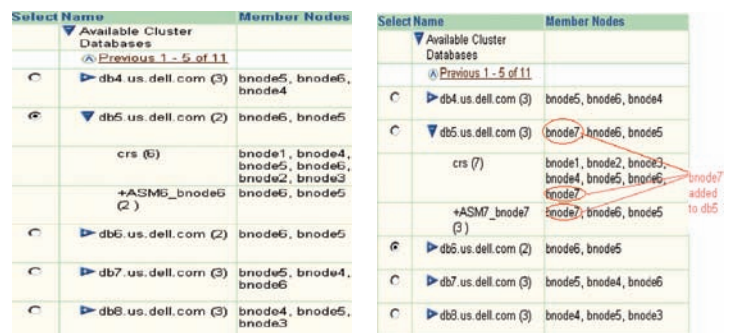 Select Name Member Nodes
Available Cluster
Databases
Previous 1 - 5 of 11
db4.us.dell.com (3) bnode5, bnode6,
bnode4
db5.us.dell.com (2) bnode6, bnode5
crs (6) bnode1, bnode4,
bnode5, bnode6,
bnode2, bnode3
+ASM6_bnode6 bnode6, bnode5
(2 )
db6.us.dell.com (2) bnode6, bnode5
db7.us.dell.com (3) bnode5, bnode4,
bnode6
db8.us.dell.com (3) bnode4, bnode5,
bnode3
Select Name Member Nodes
Available Cluster
Databases
Previous 1 - 5 of 11
db4.us.dell.com (3) bnode5, bnode6, bnode4
db5.us.dell.com (3) bnode7, bnode6, bnode5
crs (7) bnode1, bnode2, bnode3,
bnode4, bnode5, bnode6,
bnode7
+ASM7_bnode7 bnode7, bnode6, bnode5
(3 )
db6.us.dell.com (2) bnode6, bnode5
db7.us.dell.com (3) bnode5, bnode4, bnode6
db8.us.dell.com (3) bnode4, bnode5, bnode3
bnode7
added
to db5